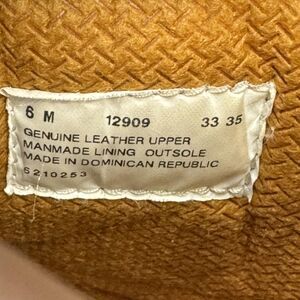 6 M 12909 33 35
GENUINE LEATHER UPPER
MANMADE LINING OUTSOLE
MADE IN DOMINICAN REPUBLIC
S210253